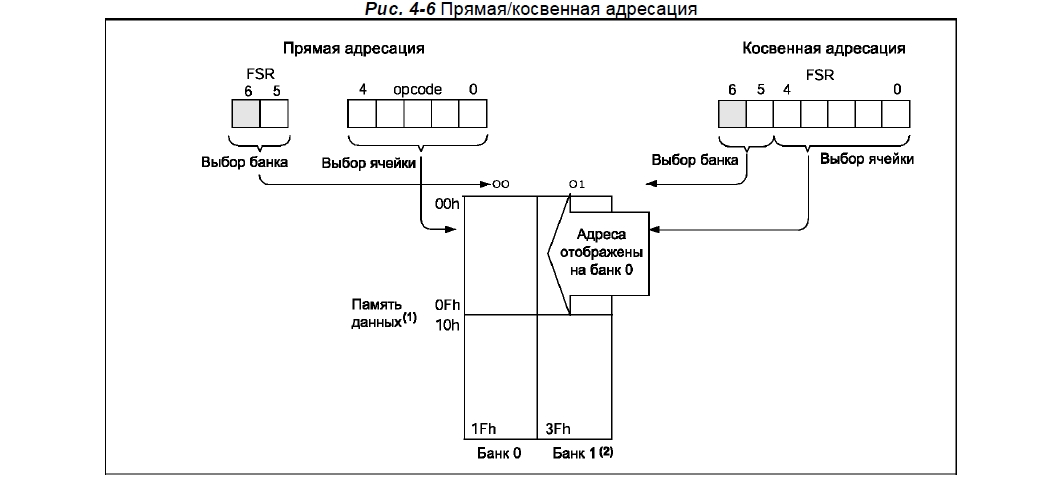 Рис. 4-6 Прямая/косвенная адресация
Прямая адресация
Косвенная адресация
FSR
6 5
4 opcode 0
FSR
6 5 4 0
Выбор банка
Выбор ячейки
Выбор банка
Выбор ячейки
00
01
00h
Адреса
отображены
на банк 0
Память
данных(1)
0Fh
10h
1Fh
3Fh
Банк 0
Банк 1(2)